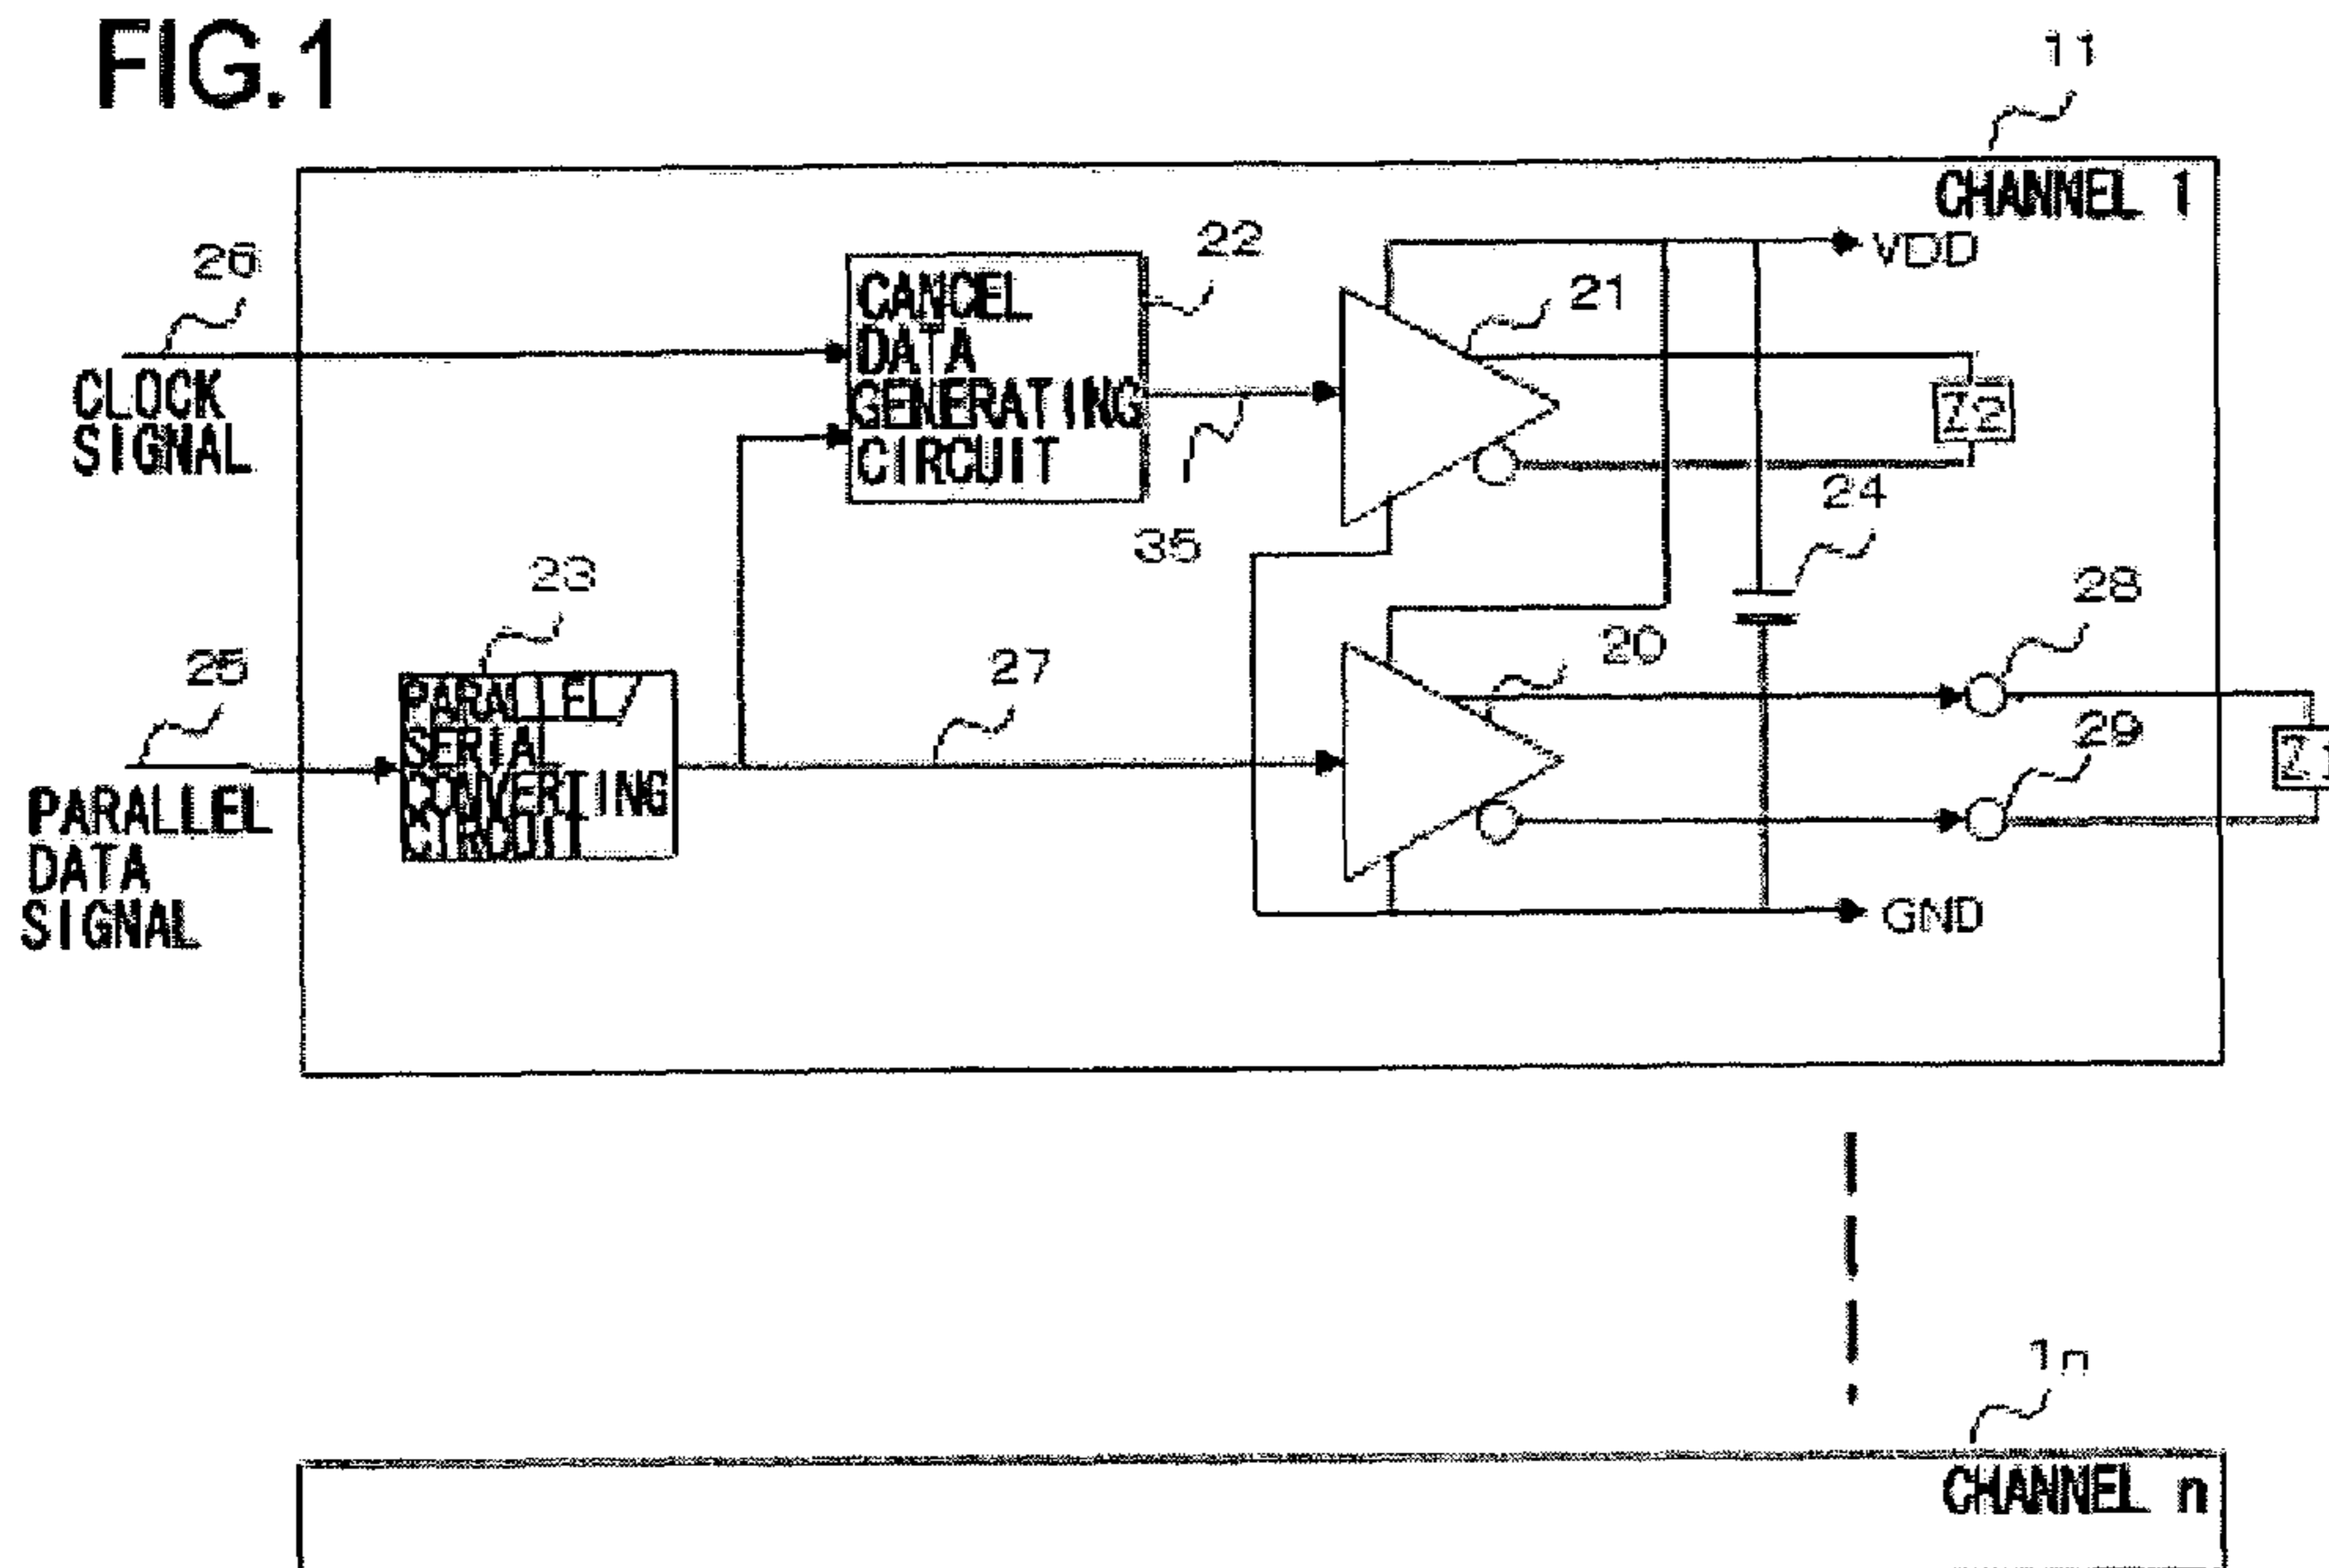 FIG.1
11
CHANNEL 1
26
CLOCK
SIGNAL
CANCEL
DATA
GENERATING
CIRCUIT
22
VDD
21
Z2
35
24
23
25
PARALLEL
DATA
SIGNAL
PARALLEL/
SERIAL
CONVERTING
CIRCUIT
27
20
28
29
Z1
GND
1n
CHANNEL n